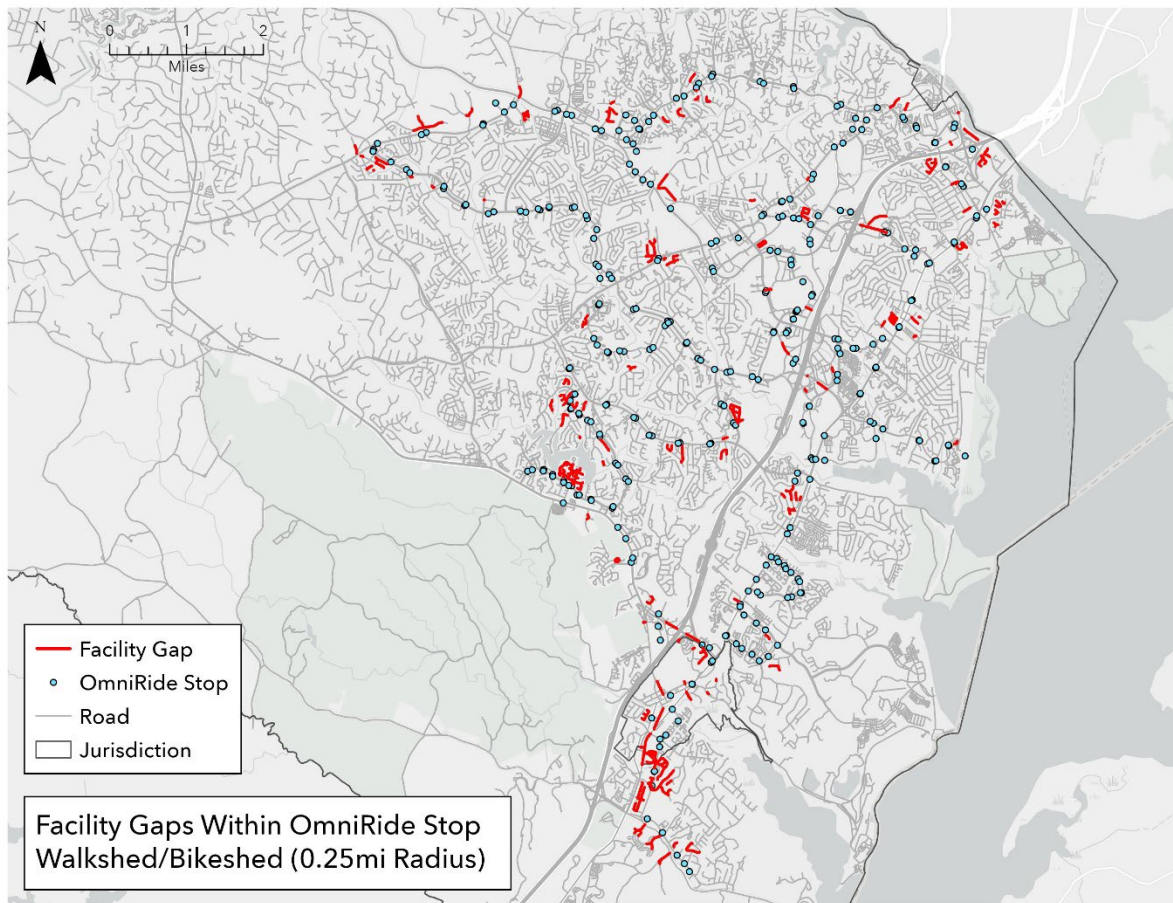 N
0 1 2
Miles
Facility Gap
OmniRide Stop
Road
Jurisdiction
Facility Gaps Within OmniRide Stop
Walkshed/Bikeshed (0.25mi Radius)